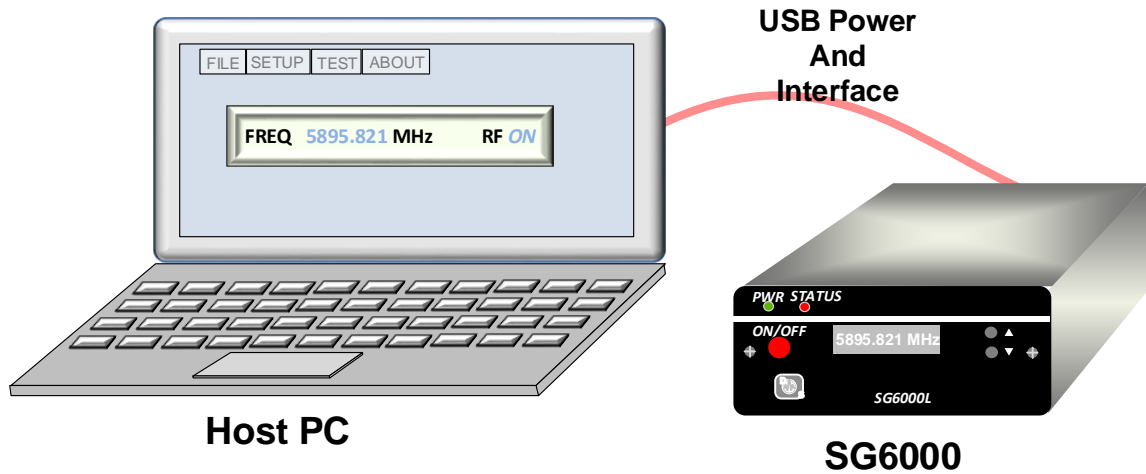 USB Power
And
Interface
FILE SETUP TEST ABOUT
FREQ 5895.821 MHz RF ON
PWR STATUS
ON/OFF
5895.821 MHz
SG6000L
Host PC
SG6000